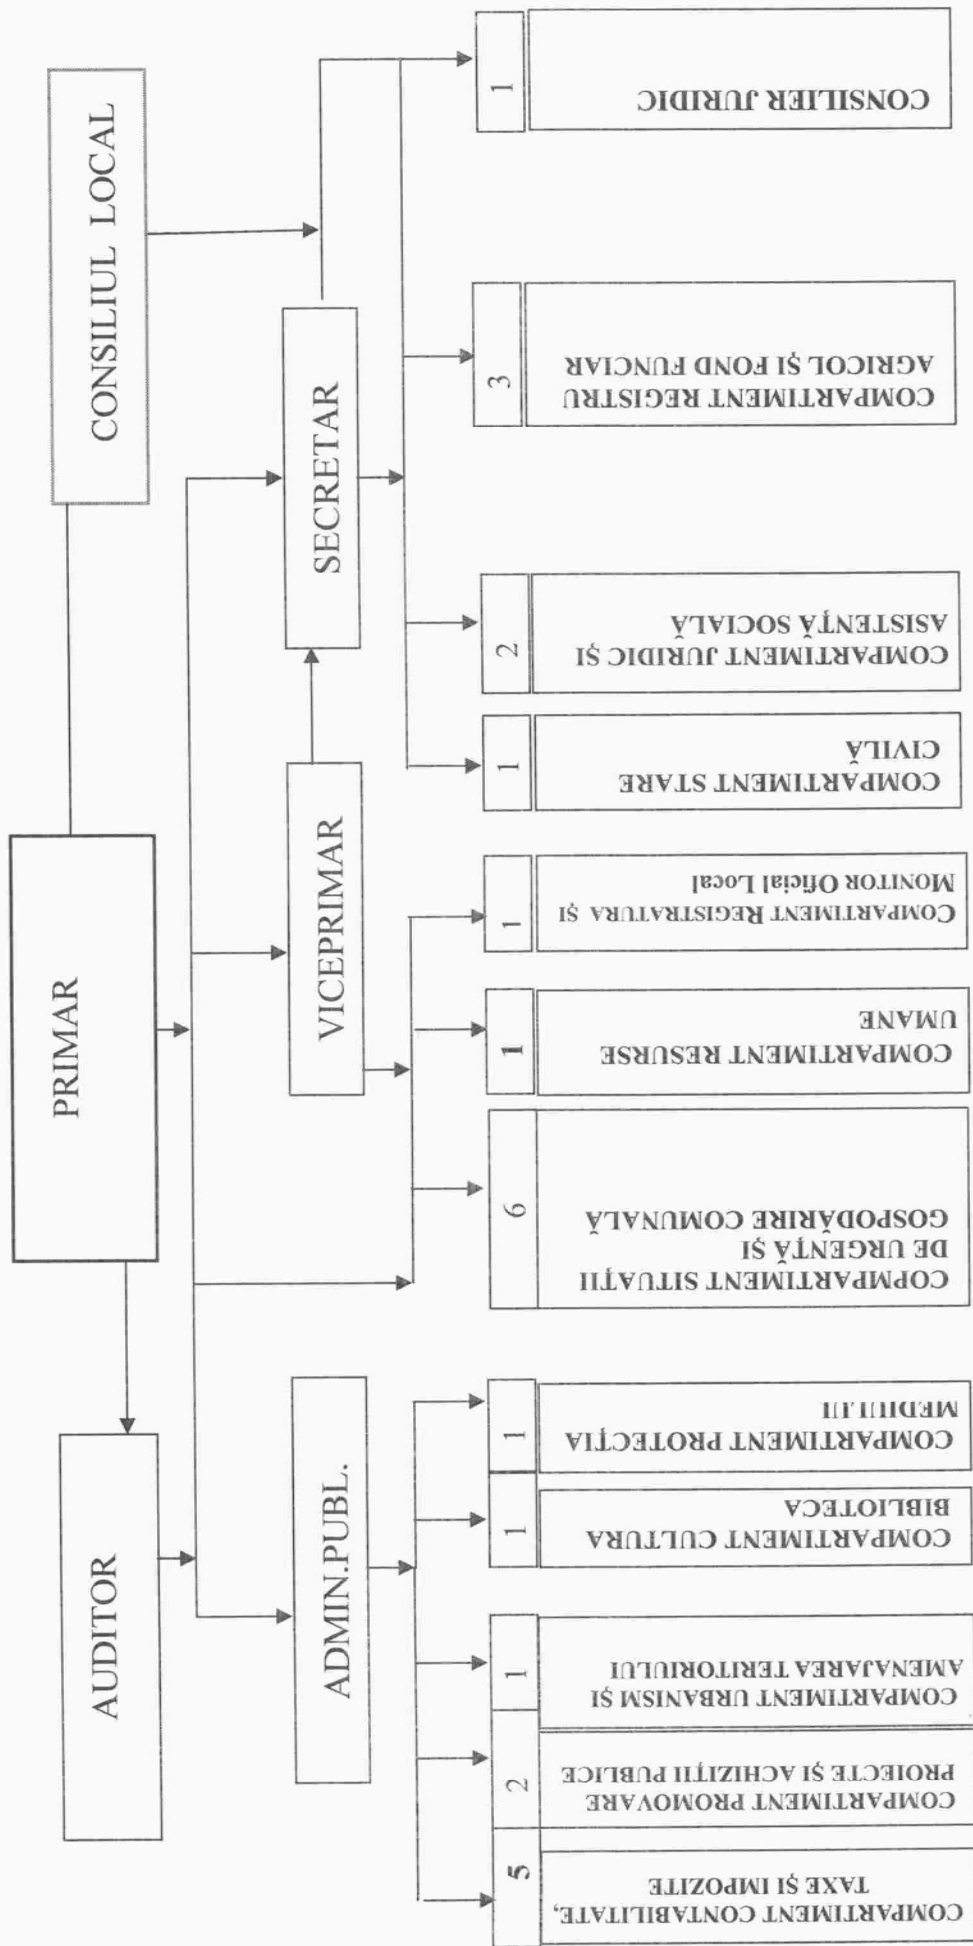 PRIMAR
CONSILIUL LOCAL
AUDITOR
ADMIN.PUBL.
VICEPRIMAR
SECRETAR
5
COMPARTIMENT CONTABILITATE,
TAXE ȘI IMPOZITE
2
COMPARTIMENT PROMOVARE
PROIECTE ȘI ACHIZIȚII PUBLICE
1
COMPARTIMENT URBANISM ȘI
AMENAJAREA TERITORIULUI
1
COMPARTIMENT CULTURA
BIBLIOTECA
1
COMPARTIMENT PROTECȚIA
MEDIULUI
6
COPMPARTIMENT SITUAȚII
DE URGENȚĂ ȘI
GOSPODĂRIRE COMUNALĂ
1
COMPARTIMENT RESURSE
UMANE
1
COMPARTIMENT REGISTRATURA ȘI
MONITOR Oficial Local
1
COMPARTIMENT STARE
CIVILĂ
2
COMPARTIMENT JURIDIC ȘI
ASISTENȚĂ SOCIALĂ
3
COMPARTIMENT REGISTRU
AGRICOL ȘI FOND FUNCIAR
1
CONSILIER JURIDIC